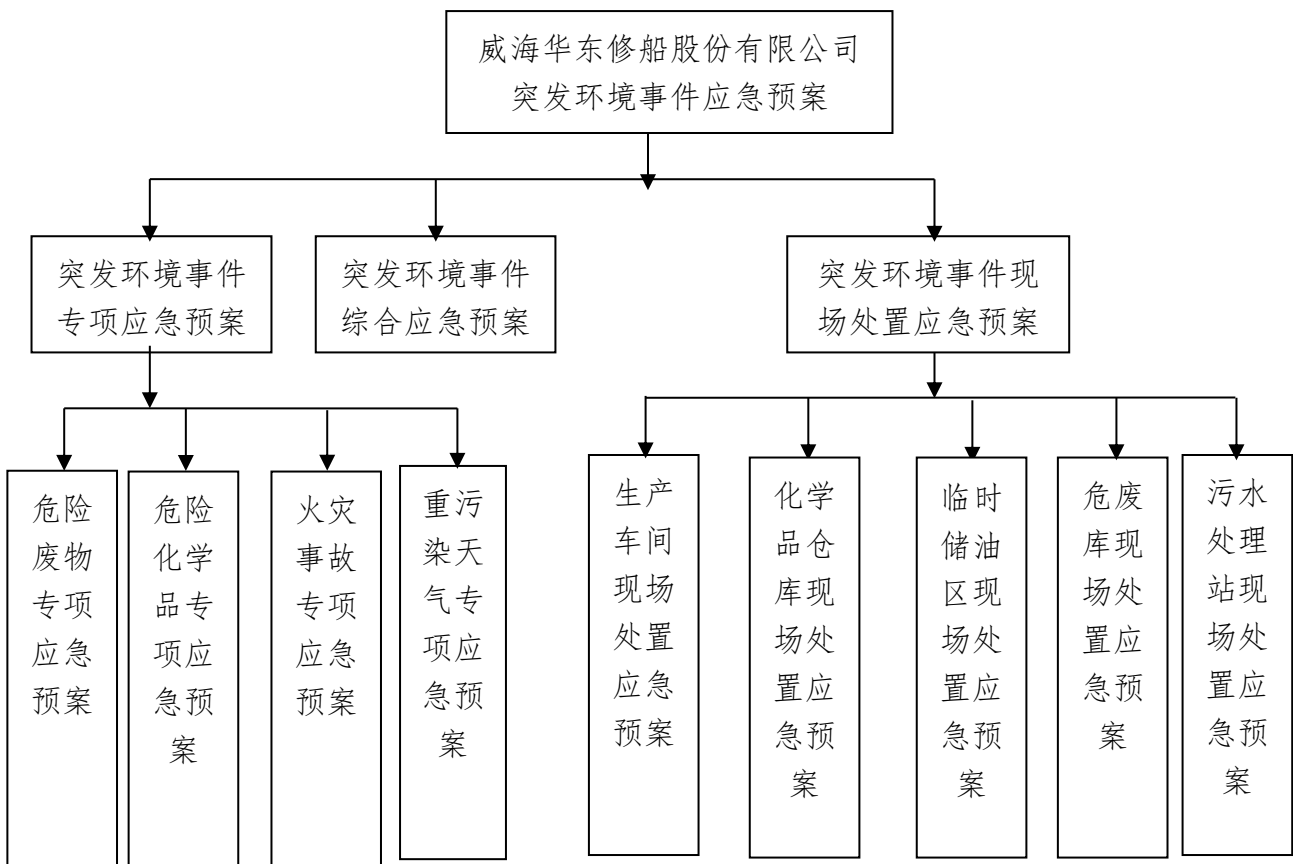 威海华东修船股份有限公司
突发环境事件应急预案
突发环境事件
专项应急预案
突发环境事件
综合应急预案
突发环境事件现
场处置应急预案
危险
废物
专项
应急
预案
危险
化学
品专
项应
急预
案
火灾
事故
专项
应急
预案
重污
染天
气专
项应
急预
案
生产
车间
现场
处置
应急
预案
化学
品仓
库现
场处
置应
急预
案
临时
储油
区现
场处
置应
急预
案
危废
库现
场处
置应
急预
案
污水
处理
站现
场处
置应
急预
案